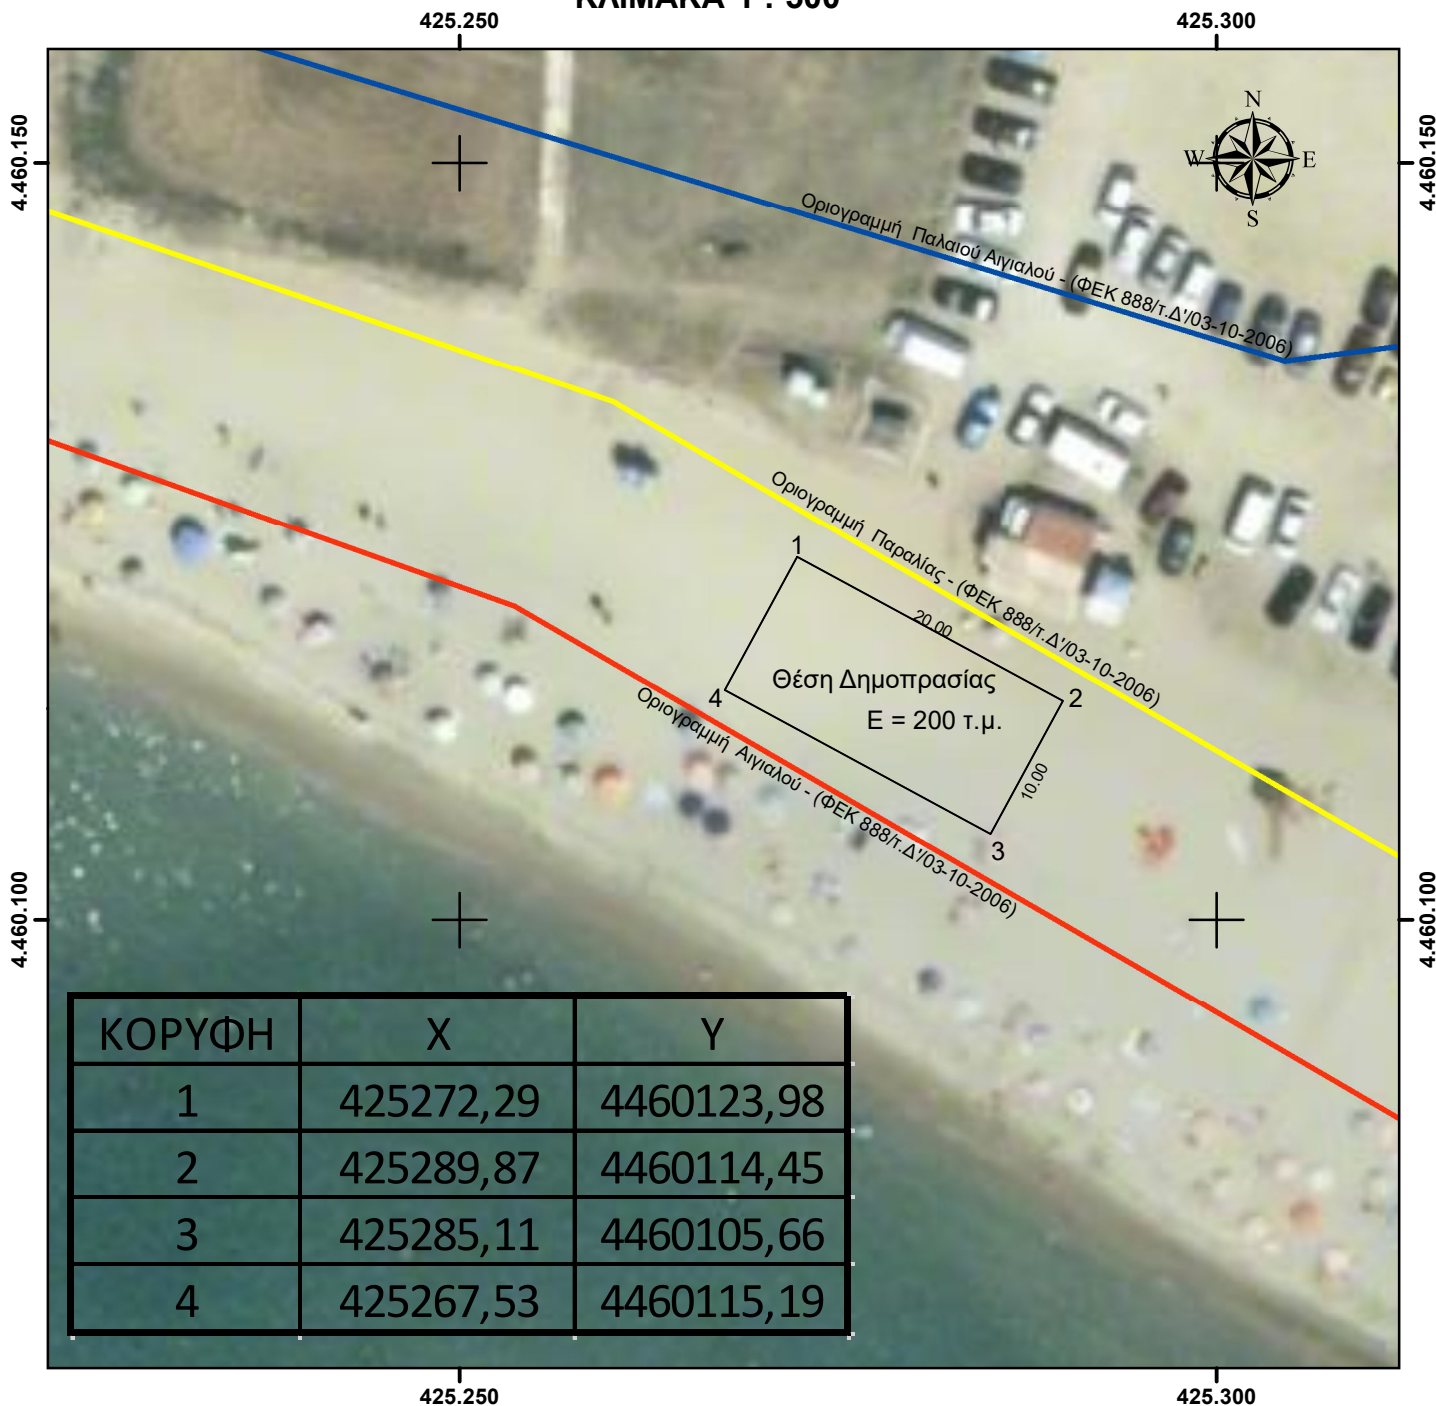 ΚΛΙΜΑΚΑ 1 : 500
425.250 425.300
4.460.150 4.460.150
N
W E
S
Οριογραμμή Παλαιού Αιγιαλού - (ΦΕΚ 888/τ.Δ'/03-10-2006)
Οριογραμμή Παραλίας - (ΦΕΚ 888/τ.Δ'/03-10-2006)
1
20.00
Θέση Δημοπρασίας
2
4
Ε = 200 τ.μ.
10.00
3
Οριογραμμή Αιγιαλού - (ΦΕΚ 888/τ.Δ'/03-10-2006)
4.460.100 4.460.100
ΚΟΡΥΦΗ Χ Υ
1 425272,29 4460123,98
2 425289,87 4460114,45
3 425285,11 4460105,66
4 425267,53 4460115,19
425.250 425.300